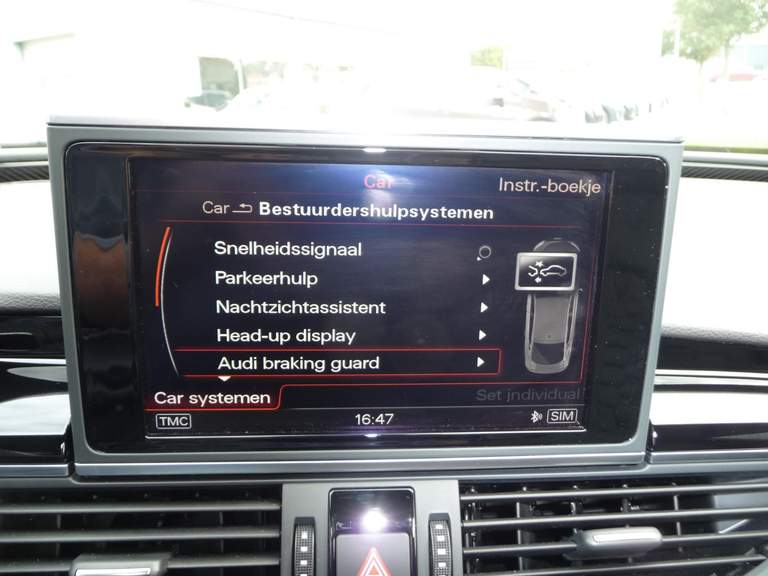 Car
Instr.-boekje
Car Bestuurdershulpsystemen
Snelheidssignaal
Parkeerhulp
Nachtzichtassistent
Head-up display
Audi braking guard
Car systemen
Set individual
TMC 16:47 SIM